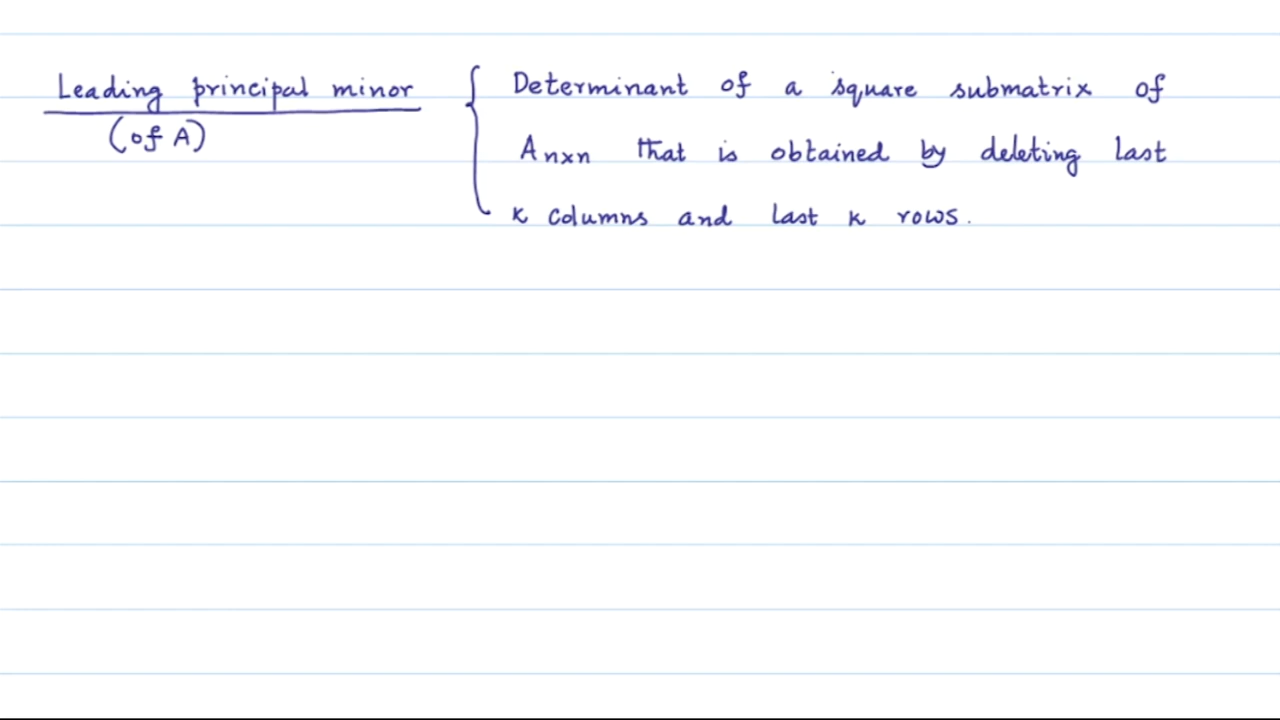 Leading principal minor
(of A)
Determinant of a square submatrix of
Anxn that is obtained by deleting last
k columns and last k rows.